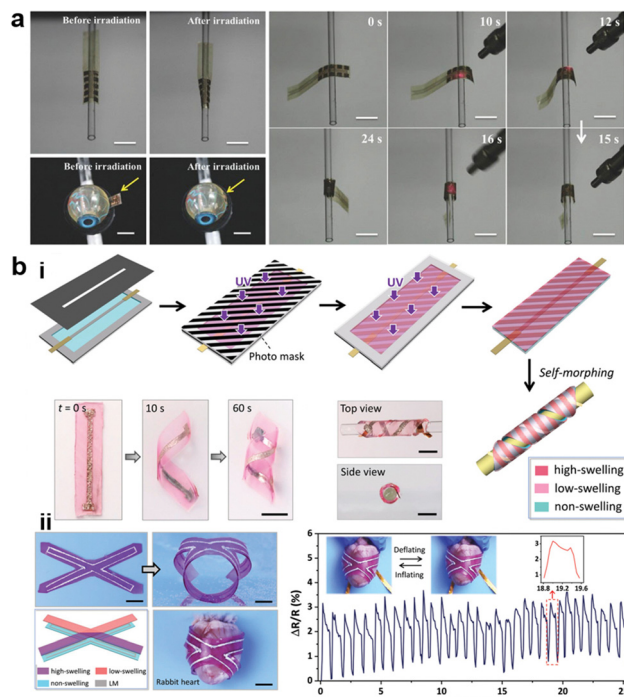 a
Before irradiation
After irradiation
0 s
10 s
12 s
Before irradiation
After irradiation
24 s
16 s
15 s
b
i
UV
UV
Photo mask
Self-morphing
t = 0 s
10 s
60 s
Top view
Side view
high-swelling
low-swelling
non-swelling
ii
high-swelling
low-swelling
non-swelling
LM
Rabbit heart
ΔR/R (%)
6
5
4
3
2
1
0
0
5
10
15
20
25
Deflating
Inflating
3
2
1
18.8 19.2 19.6